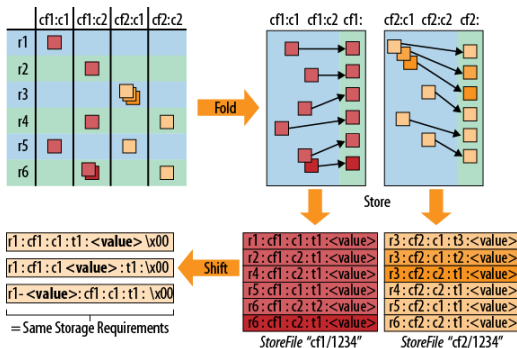 cf1:c1 cf1:c2 cf2:c1 cf2:c2
r1
r2
r3
r4
r5
r6
Fold
cf1:c1 cf1:c2 cf1:
cf2:c1 cf2:c2 cf2:
Store
r1 : cf1 : c1 : t1 : <value>
r2 : cf1 : c2 : t1 : <value>
r4 : cf1 : c2 : t1 : <value>
r5 : cf1 : c1 : t1 : <value>
r6 : cf1 : c2 : t2 : <value>
r6 : cf1 : c2 : t1 : <value>
StoreFile "cf1/1234"
r3 : cf2 : c1 : t3 : <value>
r3 : cf2 : c1 : t2 : <value>
r3 : cf2 : c1 : t1 : <value>
r4 : cf2 : c2 : t1 : <value>
r5 : cf2 : c1 : t1 : <value>
r6 : cf2 : c2 : t1 : <value>
StoreFile "cf2/1234"
Shift
r1 : cf1 : c1 : t1 : <value> \x00
r1 : cf1 : c1 <value> : t1 : \x00
r1-<value> : cf1 : c1 : t1 : \x00
= Same Storage Requirements